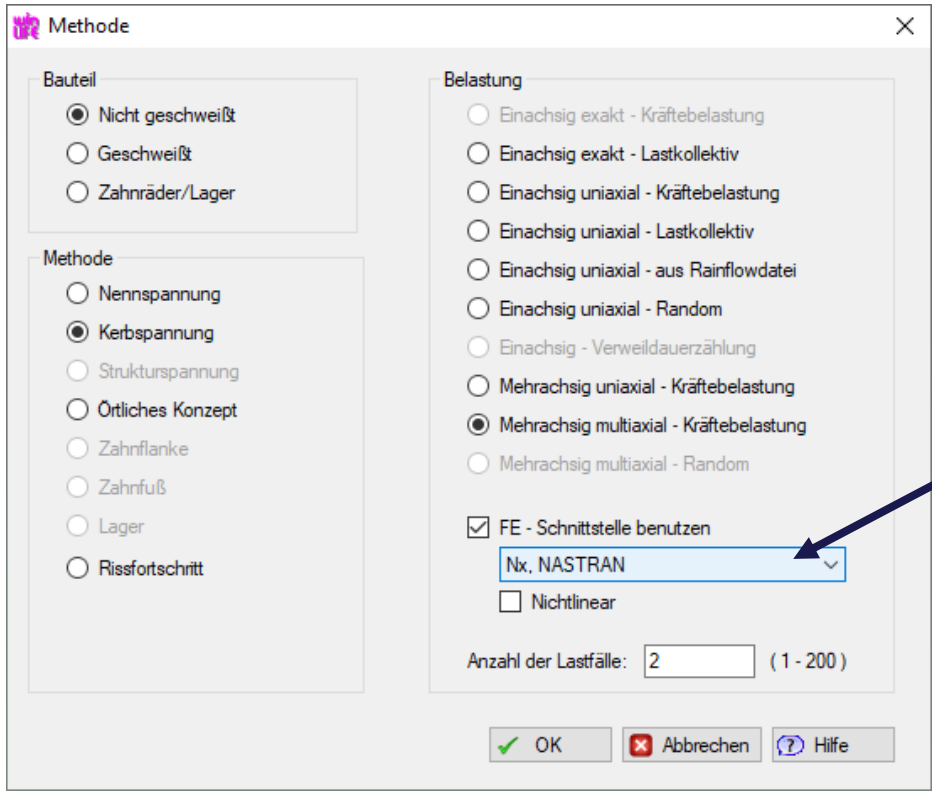 win
LIFE
Methode
Bauteil
Nicht geschweißt
Geschweißt
Zahnräder/Lager
Methode
Nennspannung
Kerbspannung
Strukturspannung
Örtliches Konzept
Zahnflanke
Zahnfuß
Lager
Rissfortschritt
Belastung
Einachsig exakt - Kräftebelastung
Einachsig exakt - Lastkollektiv
Einachsig uniaxial - Kräftebelastung
Einachsig uniaxial - Lastkollektiv
Einachsig uniaxial - aus Rainflowdatei
Einachsig uniaxial - Random
Einachsig - Verweildauerzählung
Mehrachsig uniaxial - Kräftebelastung
Mehrachsig multiaxial - Kräftebelastung
Mehrachsig multiaxial - Random
FE - Schnittstelle benutzen
Nx, NASTRAN
Nichtlinear
Anzahl der Lastfälle: 2 ( 1 - 200 )
OK Abbrechen ? Hilfe